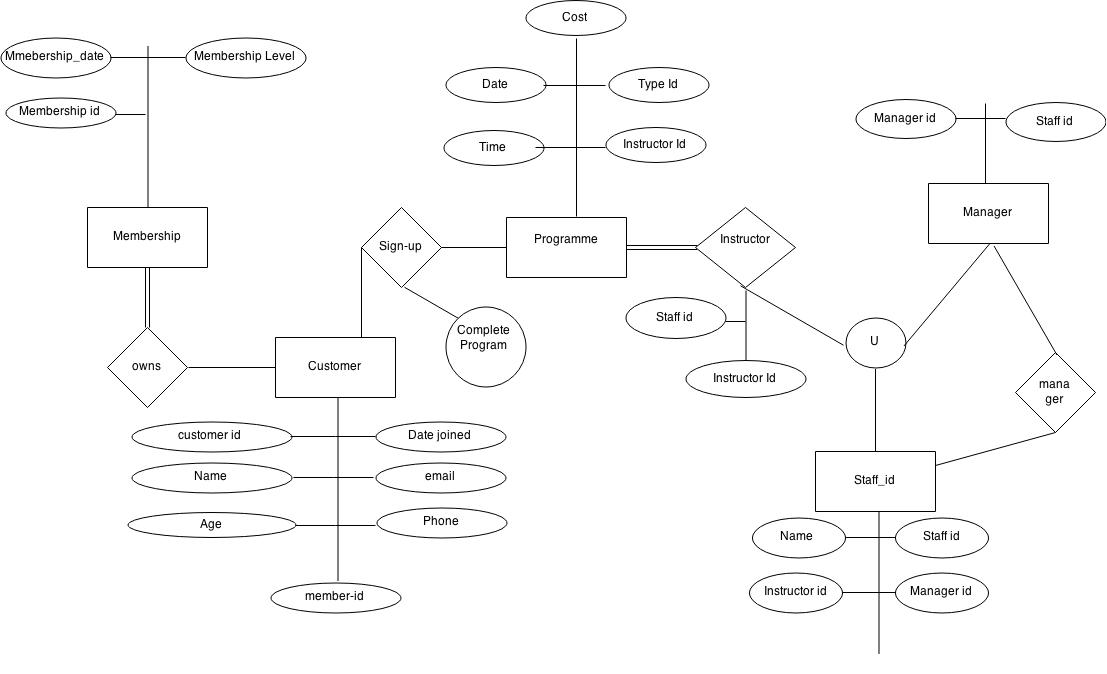 Cost
Mmebership_date
Membership Level
Date
Type Id
Membership id
Manager id
Staff id
Time
Instructor Id
Membership
Sign-up
Programme
Instructor
Manager
Staff id
Complete
Program
U
owns
Customer
Instructor Id
mana
ger
customer id
Date joined
Name
email
Staff_id
Age
Phone
Name
Staff id
member-id
Instructor id
Manager id